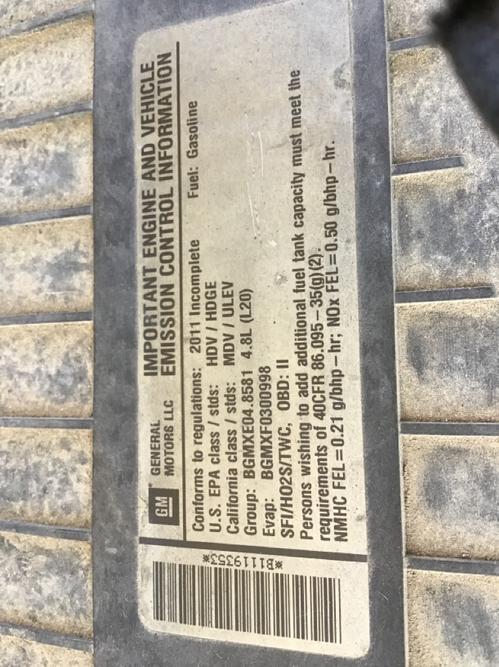 GM
GENERAL
MOTORS LLC
IMPORTANT ENGINE AND VEHICLE
EMISSION CONTROL INFORMATION
Conforms to regulations: 2011 Incomplete Fuel: Gasoline
U.S. EPA class / stds: HDV / HDGE
California class / stds: MDV / ULEV
Group: BGMXE04.8581 4.8L (L20)
Evap: BGMXF0300998
SFI/HO2S/TWC, OBD: II
Persons wishing to add additional fuel tank capacity must meet the
requirements of 40CFR 86.095-35(g)(2).
NMHC FEL=0.21 g/bhp-hr; NOx FEL=0.50 g/bhp-hr.
*B1119353*